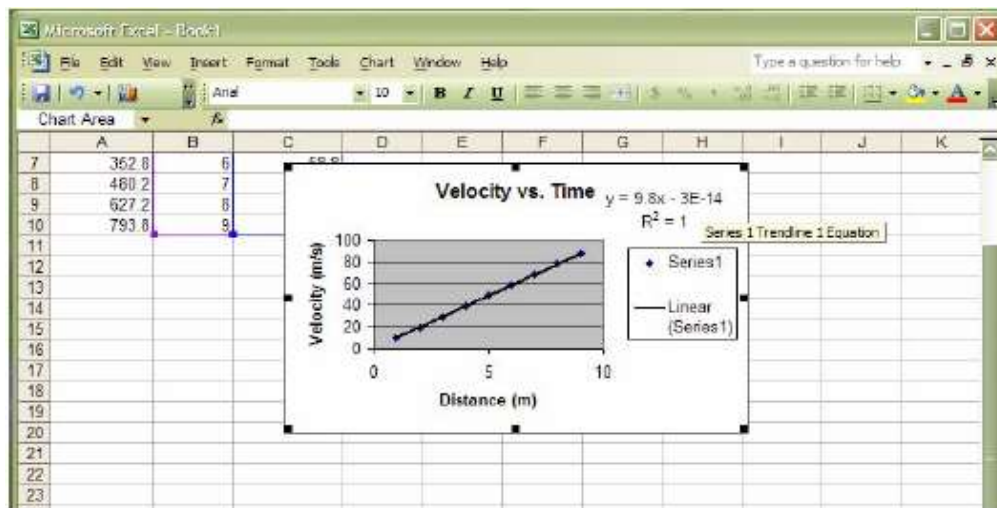 Microsoft Excel - Book1
File Edit View Insert Format Tools Chart Window Help Type a question for help
Arial 10 B I U $ %
Chart Area fx
A B C D E F G H I J K
7 352.8 6 58.8
8 480.2 7
9 627.2 8
10 793.8 9
11
12
13
14
15
16
17
18
19
20
21
22
23
Velocity vs. Time
y = 9.8x - 3E-14
R² = 1
Series 1 Trendline 1 Equation
Velocity (m/s)
100
80
60
40
20
0
0 5 10
Distance (m)
Series1
Linear
(Series1)